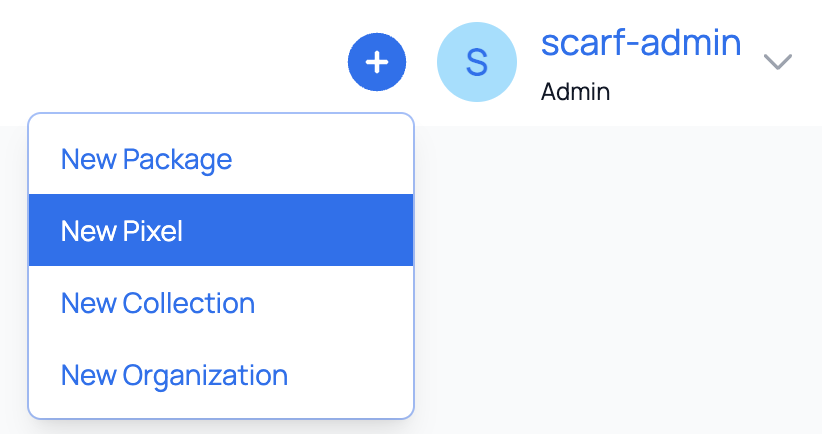 S
scarf-admin
Admin
New Package
New Pixel
New Collection
New Organization